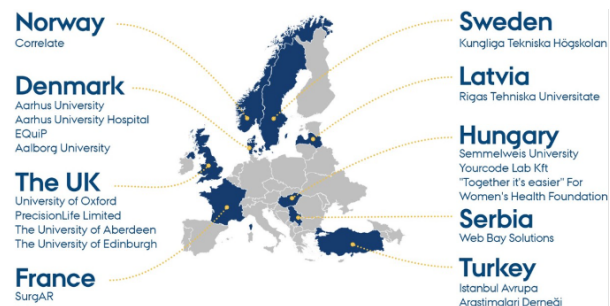 Norway
Correlate
Denmark
Aarhus University
Aarhus University Hospital
EQuiP
Aalborg University
The UK
University of Oxford
PrecisionLife Limited
The University of Aberdeen
The University of Edinburgh
France
SurgAR
Sweden
Kungliga Tekniska Högskolan
Latvia
Rigas Tehniska Universitate
Hungary
Semmelweis University
Yourcode Lab Kft
"Together it's easier" For
Women's Health Foundation
Serbia
Web Bay Solutions
Turkey
Istanbul Avrupa
Arastimalari Derneği